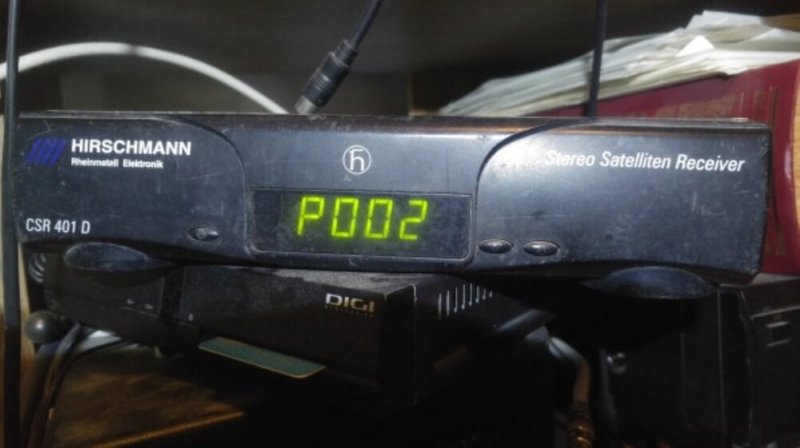 HIRSCHMANN
Rheinmetall Elektronik
h
Stereo Satelliten Receiver
P002
CSR 401 D
DIGI